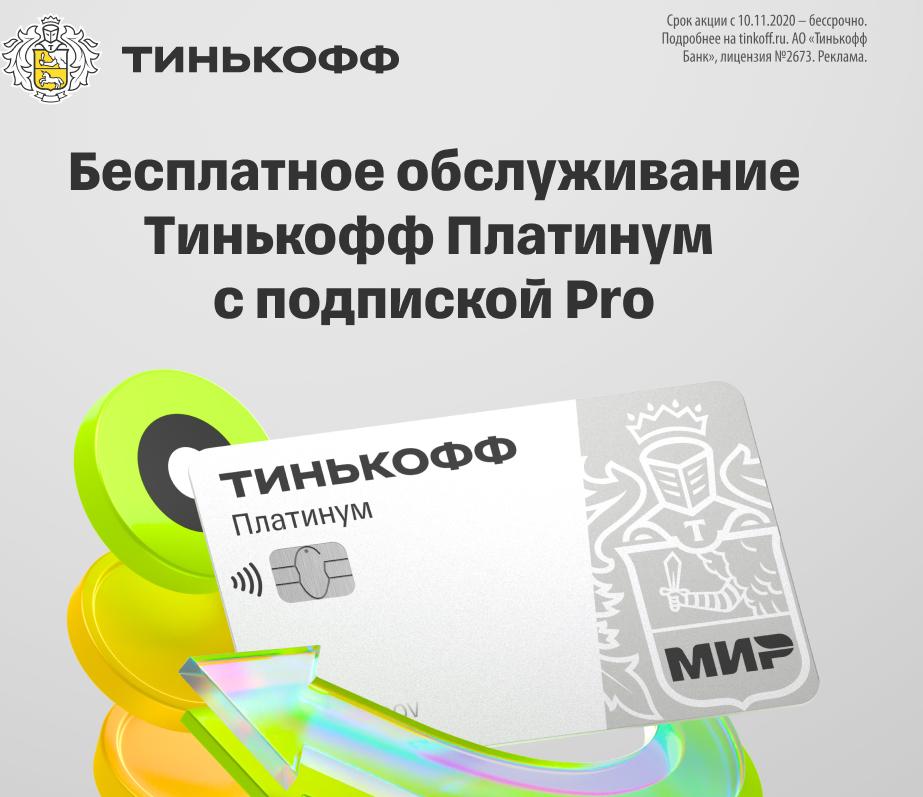 ТИНЬКОФФ
Срок акции с 10.11.2020 – бессрочно.
Подробнее на tinkoff.ru. АО «Тинькофф
Банк», лицензия №2673. Реклама.
Бесплатное обслуживание
Тинькофф Платинум
с подпиской Pro
ТИНЬКОФФ
Платинум
Т
МИР